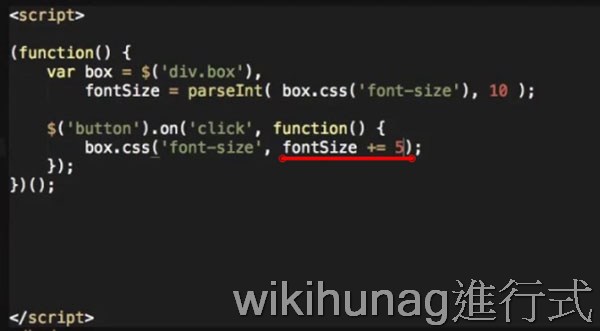 <script>
(function() {
    var box = $('div.box'),
        fontSize = parseInt( box.css('font-size'), 10 );
    $('button').on('click', function() {
        box.css('font-size', fontSize += 5);
    });
})();
</script>
wikihunag進行式